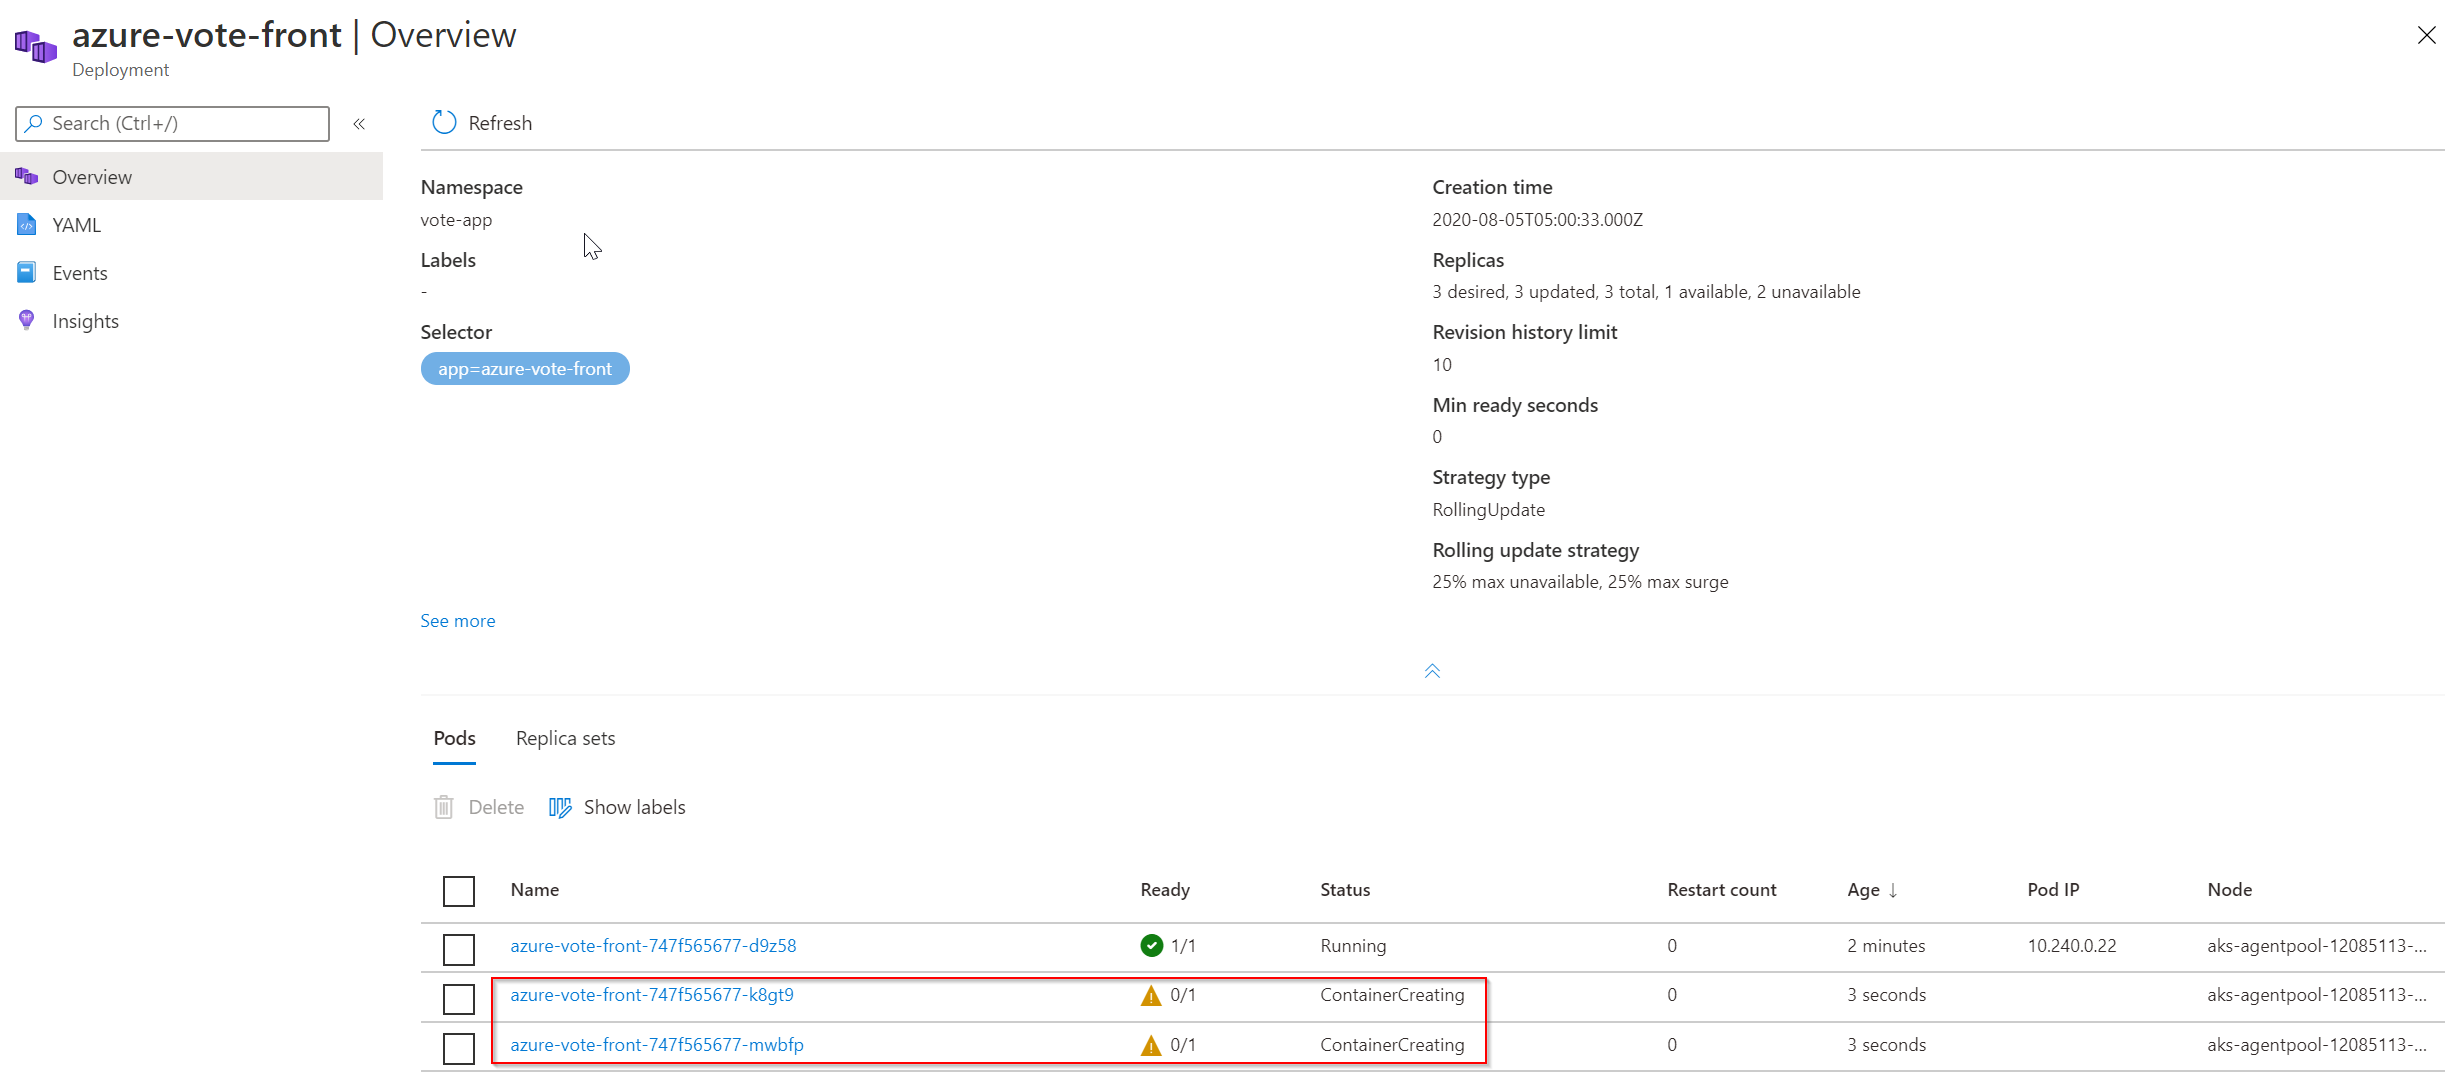 azure-vote-front | Overview
Deployment
Search (Ctrl+/)
«
Refresh
Overview
YAML
Events
Insights
Namespace
vote-app
Labels
-
Selector
app=azure-vote-front
See more
Creation time
2020-08-05T05:00:33.000Z
Replicas
3 desired, 3 updated, 3 total, 1 available, 2 unavailable
Revision history limit
10
Min ready seconds
0
Strategy type
RollingUpdate
Rolling update strategy
25% max unavailable, 25% max surge
Pods Replica sets
Delete Show labels
Name Ready Status Restart count Age ↓ Pod IP Node
azure-vote-front-747f565677-d9z58 1/1 Running 0 2 minutes 10.240.0.22 aks-agentpool-12085113-...
azure-vote-front-747f565677-k8gt9 0/1 ContainerCreating 0 3 seconds aks-agentpool-12085113-...
azure-vote-front-747f565677-mwbfp 0/1 ContainerCreating 0 3 seconds aks-agentpool-12085113-...